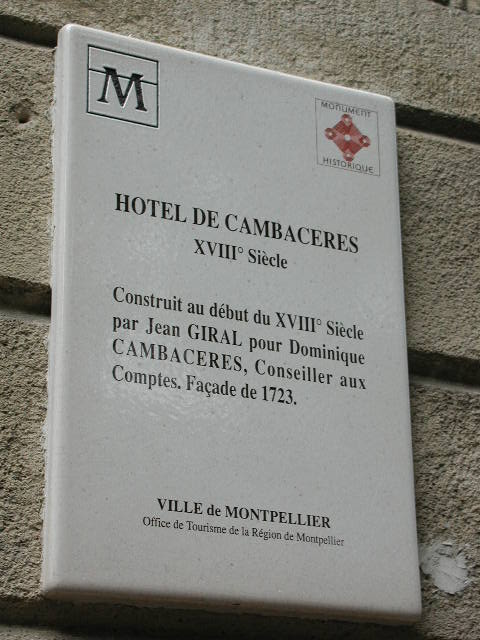 M
MONUMENT
HISTORIQUE
HOTEL DE CAMBACERES
XVIII° Siècle
Construit au début du XVIII° Siècle
par Jean GIRAL pour Dominique
CAMBACERES, Conseiller aux
Comptes. Façade de 1723.
VILLE de MONTPELLIER
Office de Tourisme de la Région de Montpellier